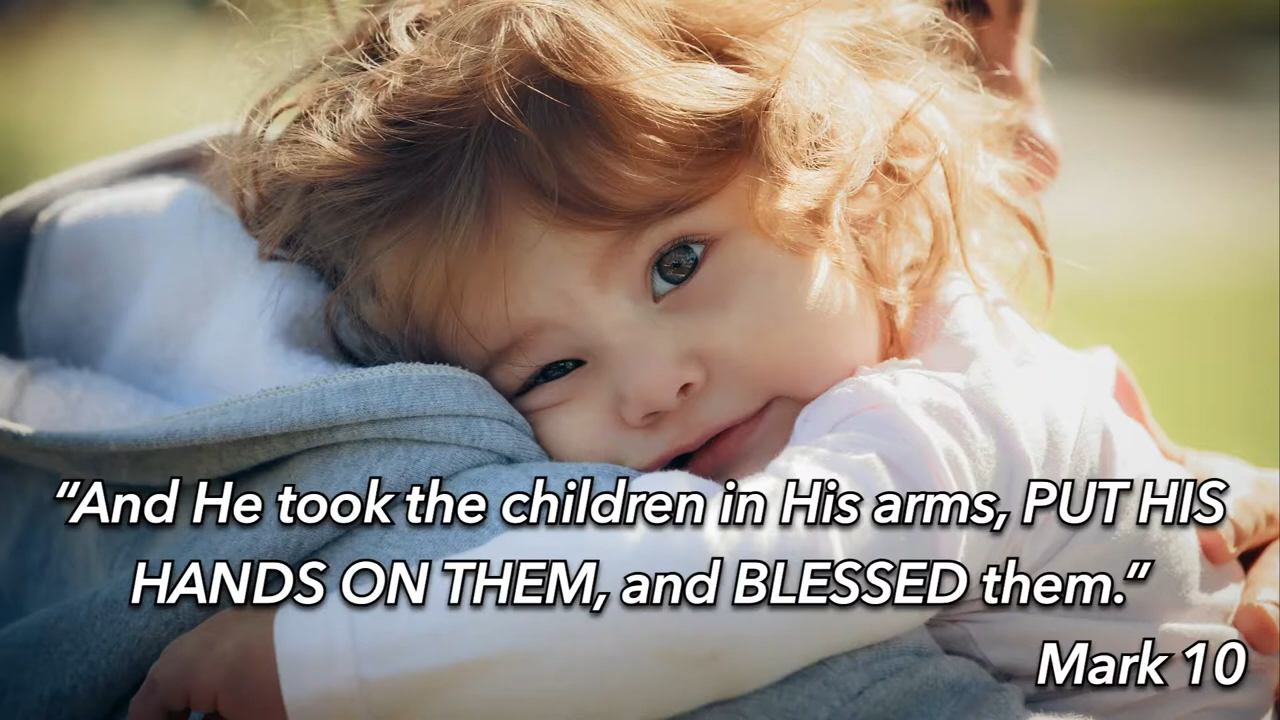 “And He took the children in His arms, PUT HIS
HANDS ON THEM, and BLESSED them.“
Mark 10